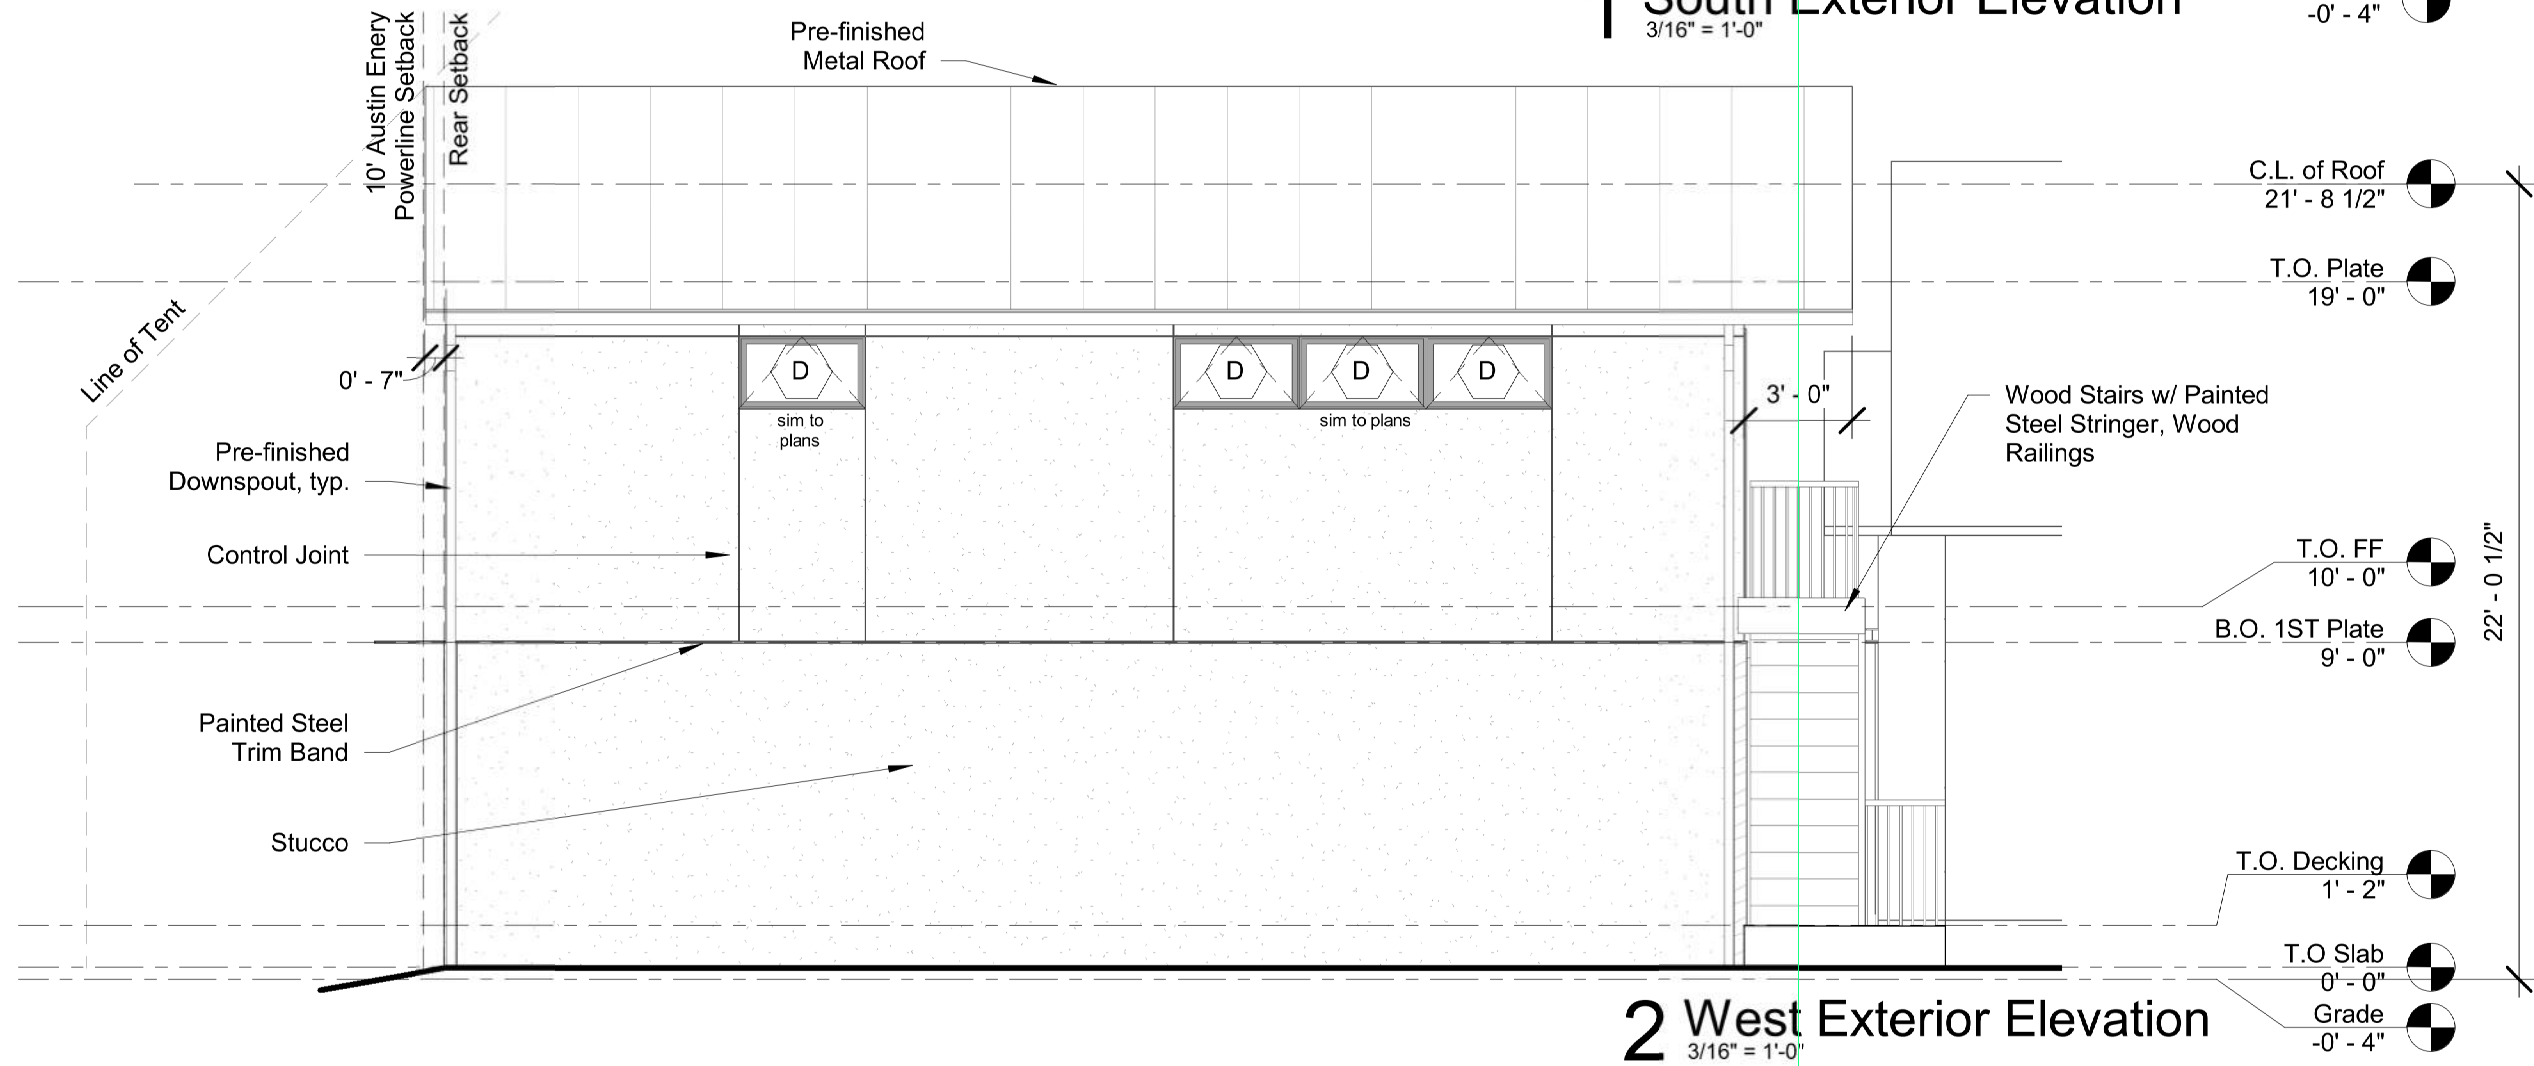 1 South Exterior Elevation
3/16" = 1'-0"
-0' - 4"
10' Austin Enery
Powerline Setback
Rear Setback
Pre-finished
Metal Roof
C.L. of Roof
21' - 8 1/2"
T.O. Plate
19' - 0"
Line of Tent
0' - 7"
D
D
D
D
sim to
plans
sim to plans
3' - 0"
Wood Stairs w/ Painted
Steel Stringer, Wood
Railings
Pre-finished
Downspout, typ.
Control Joint
T.O. FF
10' - 0"
B.O. 1ST Plate
9' - 0"
22' - 0 1/2"
Painted Steel
Trim Band
Stucco
T.O. Decking
1' - 2"
T.O Slab
0' - 0"
Grade
-0' - 4"
2 West Exterior Elevation
3/16" = 1'-0"